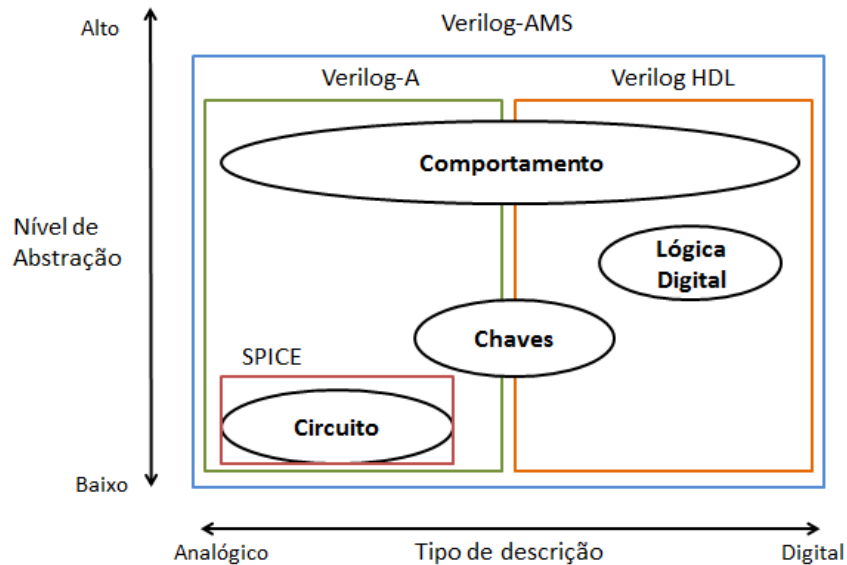 Alto
Verilog-AMS
Verilog-A
Verilog HDL
Comportamento
Nível de
Abstração
Lógica
Digital
Chaves
SPICE
Circuito
Baixo
Analógico
Tipo de descrição
Digital